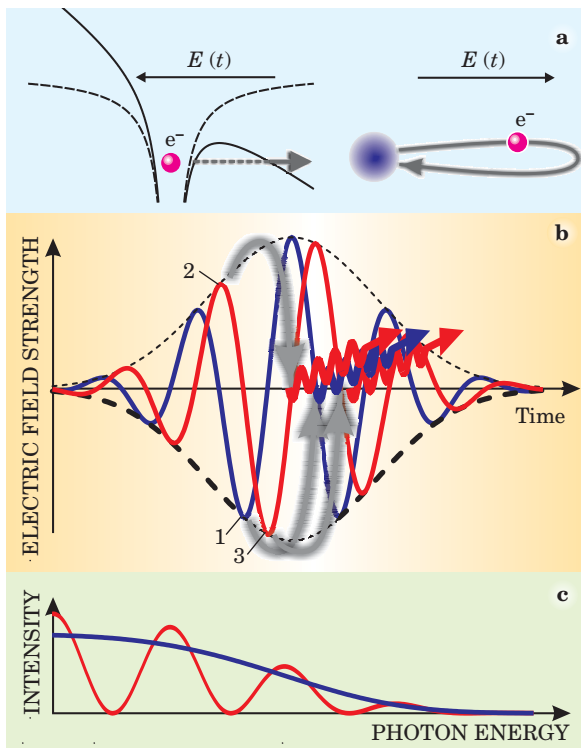 a
E (t)
E (t)
e−
e−
b
ELECTRIC FIELD STRENGTH
2
Time
1
3
c
INTENSITY
PHOTON ENERGY